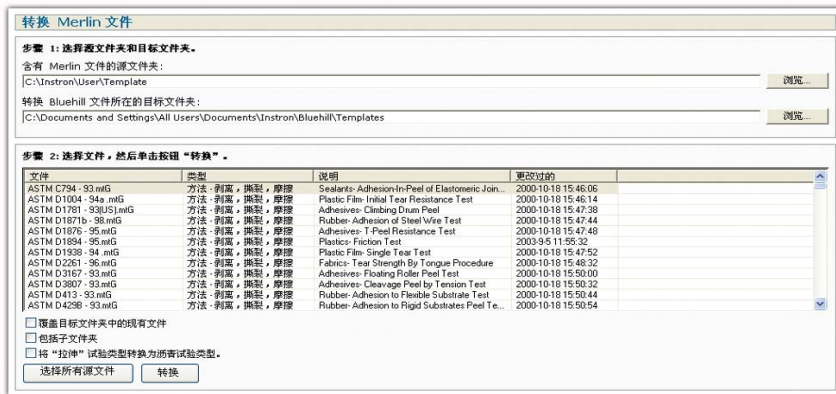 转换 Merlin 文件
步骤 1:选择源文件夹和目标文件夹。
含有 Merlin 文件的源文件夹:
C:\Instron\User\Template 浏览...
转换 Bluehill 文件所在的目标文件夹:
C:\Documents and Settings\All Users\Documents\Instron\Bluehill\Templates 浏览...
步骤 2:选择文件，然后单击按钮“转换”。
文件 类型 说明 更改过的
ASTM C794 - 93.mtG 方法 - 剥离，撕裂，摩擦 Sealants- Adhesion-In-Peel of Elastomeric Join... 2000-10-18 15:46:06
ASTM D1004 - 94a .mtG 方法 - 剥离，撕裂，摩擦 Plastic Film- Initial Tear Resistance Test 2000-10-18 15:46:14
ASTM D1781 - 93(US).mtG 方法 - 剥离，撕裂，摩擦 Adhesives- Climbing Drum Peel 2000-10-18 15:47:38
ASTM D1871b - 98.mtG 方法 - 剥离，撕裂，摩擦 Rubber- Adhesion of Steel Wire Test 2000-10-18 15:47:44
ASTM D1876 - 95.mtG 方法 - 剥离，撕裂，摩擦 Adhesives- T-Peel Resistance Test 2000-10-18 15:47:48
ASTM D1894 - 95.mtG 方法 - 剥离，撕裂，摩擦 Plastics- Friction Test 2003-9-5 11:55:32
ASTM D1938 - 94.mtG 方法 - 剥离，撕裂，摩擦 Plastic Film- Single Tear Test 2000-10-18 15:47:52
ASTM D2261 - 96.mtG 方法 - 剥离，撕裂，摩擦 Fabrics- Tear Strength By Tongue Procedure 2000-10-18 15:48:32
ASTM D3167 - 93.mtG 方法 - 剥离，撕裂，摩擦 Adhesives- Floating Roller Peel Test 2000-10-18 15:50:00
ASTM D3807 - 93.mtG 方法 - 剥离，撕裂，摩擦 Adhesives- Cleavage Peel by Tension Test 2000-10-18 15:50:32
ASTM D413 - 93.mtG 方法 - 剥离，撕裂，摩擦 Rubber- Adhesion to Flexible Substrate Test 2000-10-18 15:50:44
ASTM D429B - 93.mtG 方法 - 剥离，撕裂，摩擦 Rubber- Adhesion to Rigid Substrates Peel Te... 2000-10-18 15:50:54
覆盖目标文件夹中的现有文件
包括子文件夹
将“拉伸”试验类型转换为沥青试验类型。
选择所有源文件 转换